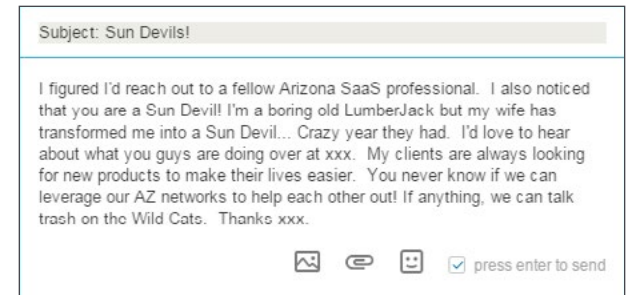 Subject: Sun Devils!
I figured I'd reach out to a fellow Arizona SaaS professional.  I also noticed
that you are a Sun Devil! I'm a boring old LumberJack but my wife has
transformed me into a Sun Devil... Crazy year they had.  I'd love to hear
about what you guys are doing over at xxx.  My clients are always looking
for new products to make their lives easier.  You never know if we can
leverage our AZ networks to help each other out! If anything, we can talk
trash on the Wild Cats.  Thanks xxx.
press enter to send